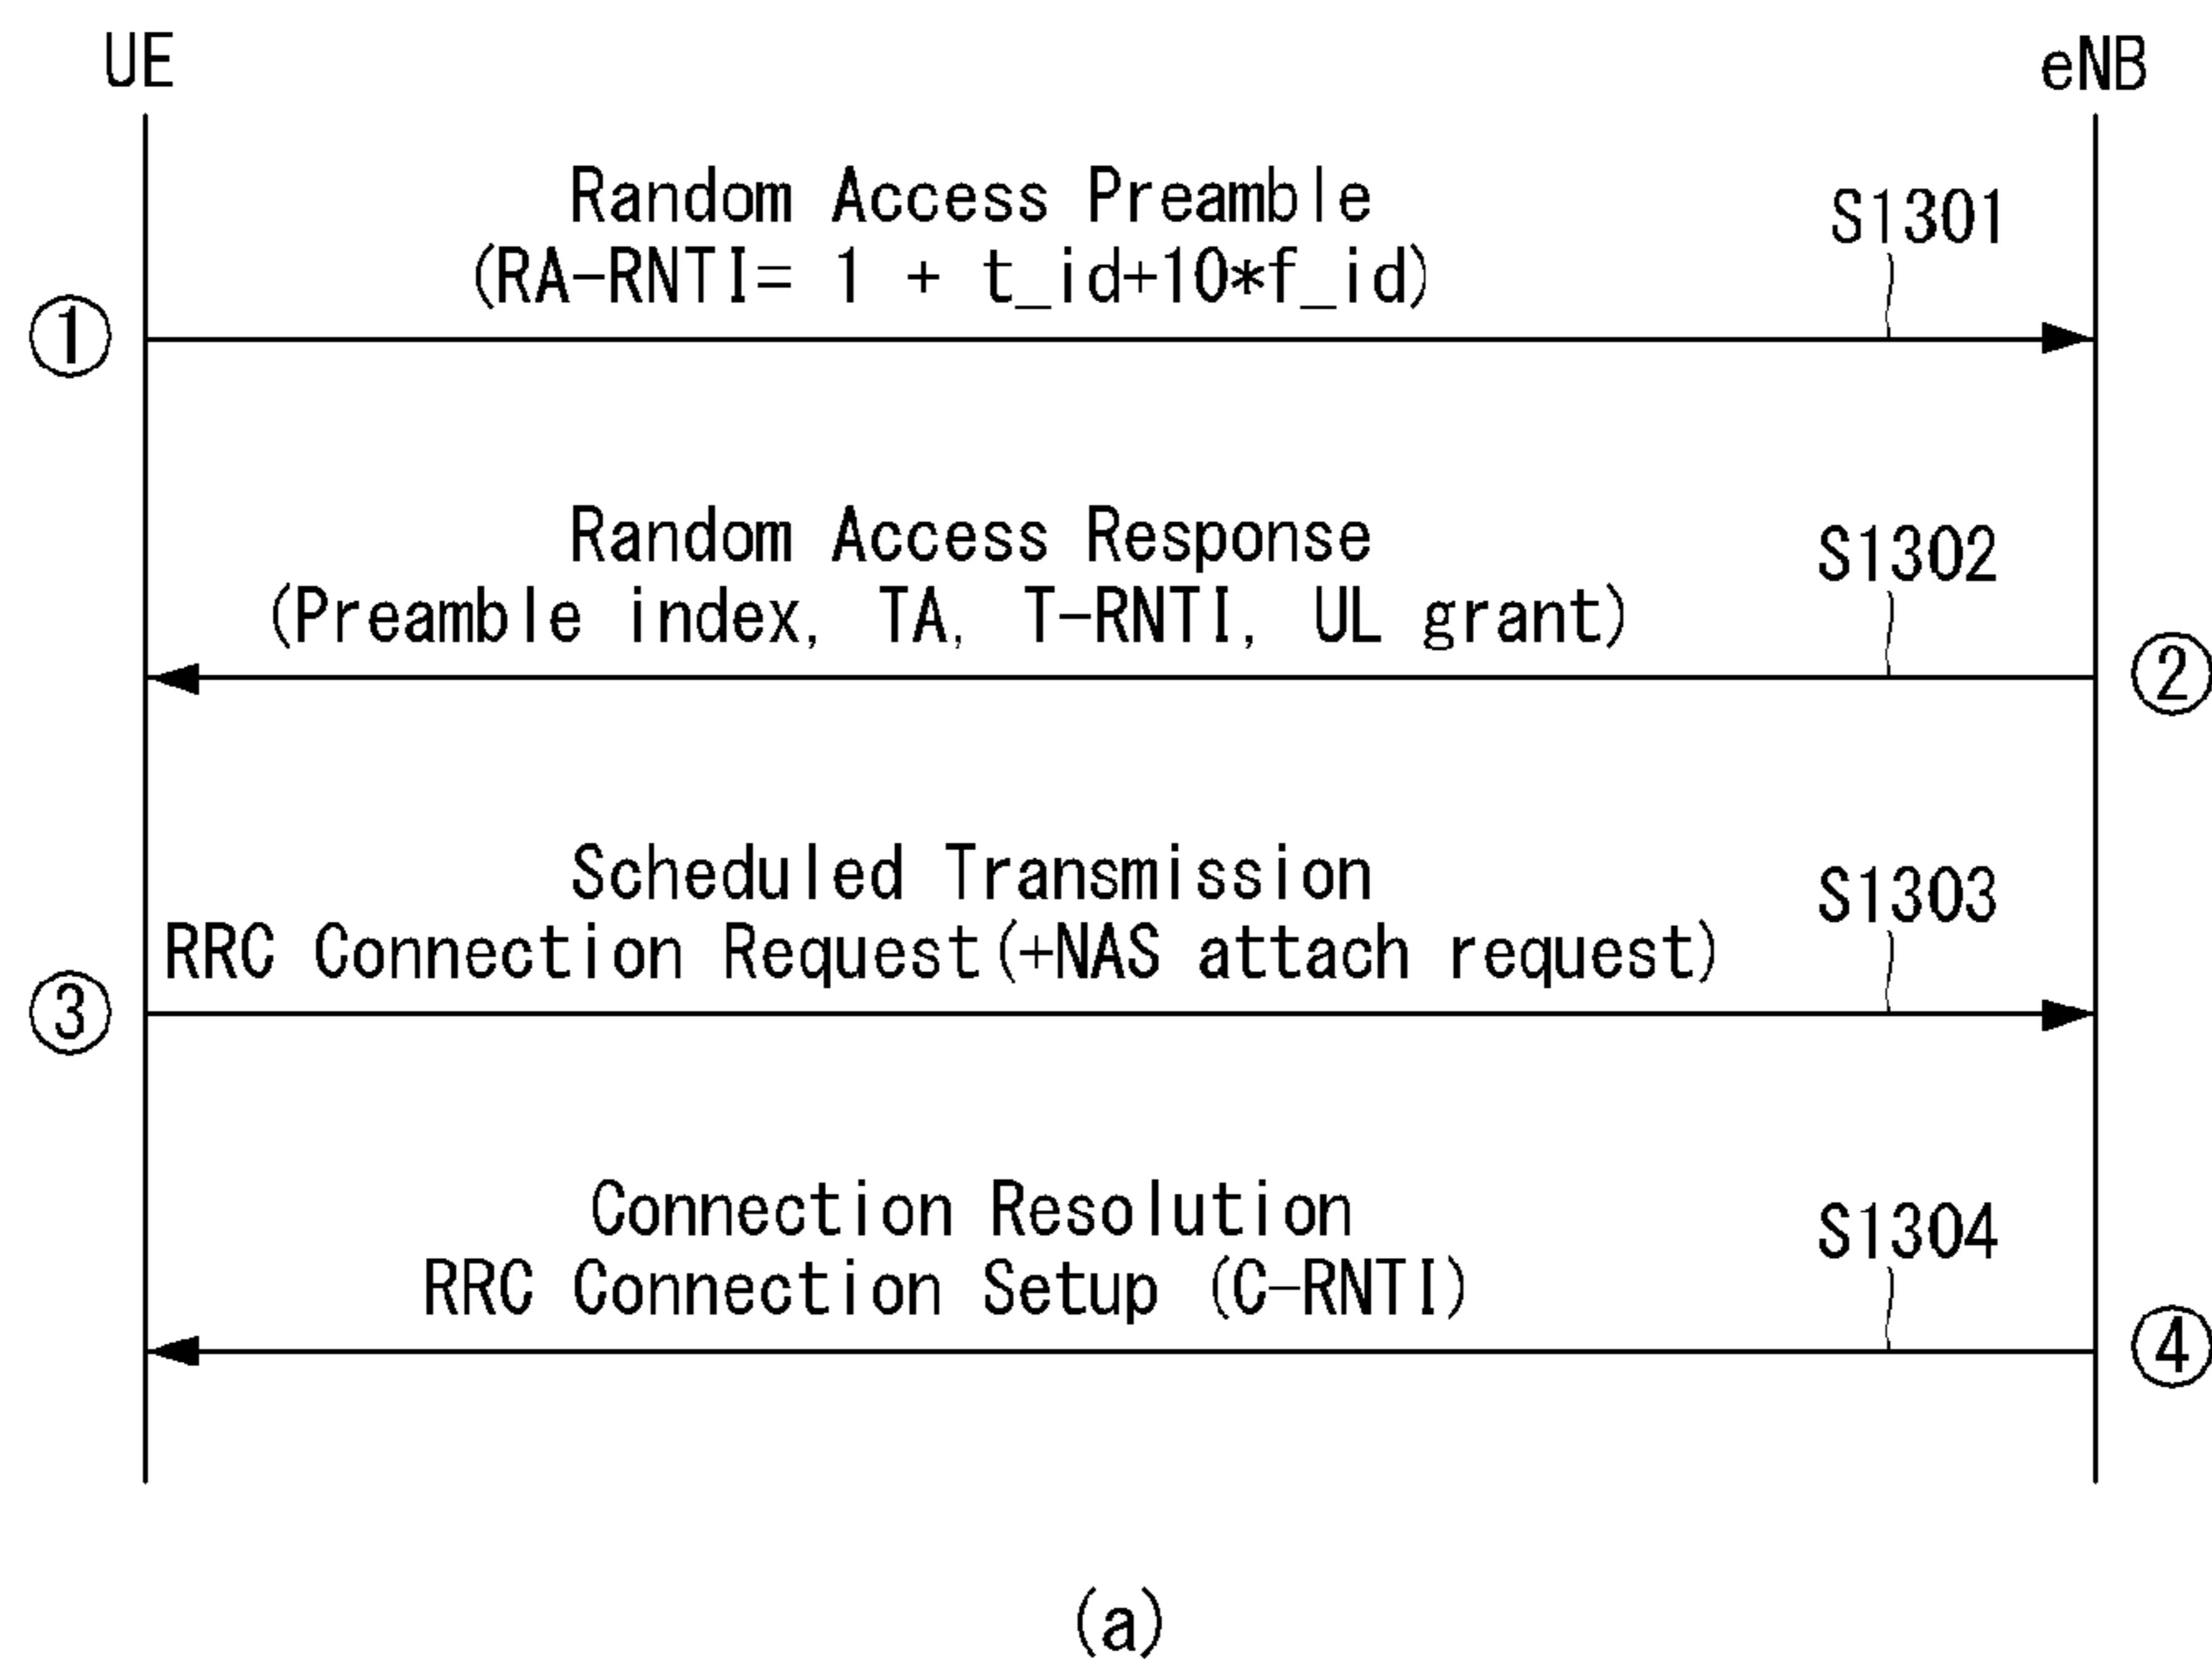 UE
eNB
Random Access Preamble
(RA-RNTI= 1 + t_id+10*f_id)
S1301
1
Random Access Response
(Preamble index, TA, T-RNTI, UL grant)
S1302
2
Scheduled Transmission
RRC Connection Request(+NAS attach request)
S1303
3
Connection Resolution
RRC Connection Setup (C-RNTI)
S1304
4
(a)